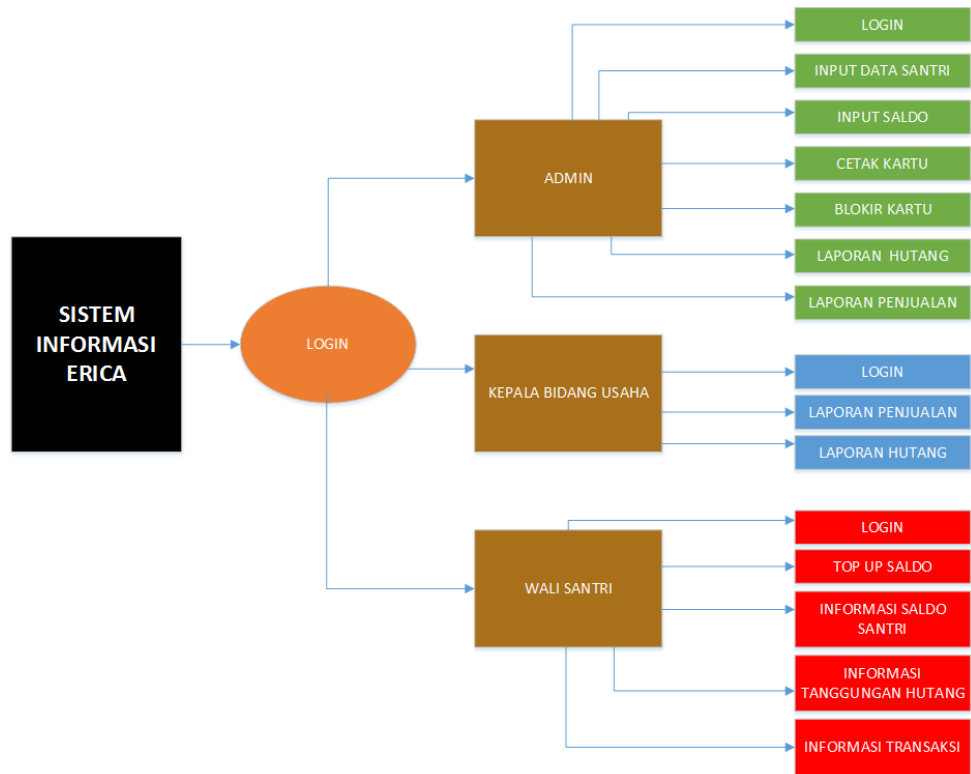 SISTEM
INFORMASI
ERICA
LOGIN
ADMIN
LOGIN
INPUT DATA SANTRI
INPUT SALDO
CETAK KARTU
BLOKIR KARTU
LAPORAN HUTANG
LAPORAN PENJUALAN
KEPALA BIDANG USAHA
LOGIN
LAPORAN PENJUALAN
LAPORAN HUTANG
WALI SANTRI
LOGIN
TOP UP SALDO
INFORMASI SALDO
SANTRI
INFORMASI
TANGGUNGAN HUTANG
INFORMASI TRANSAKSI